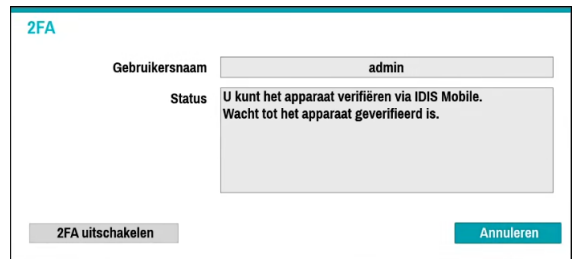 2FA
Gebruikersnaam admin
Status U kunt het apparaat verifiëren via IDIS Mobile.
Wacht tot het apparaat geverifieerd is.
2FA uitschakelen Annuleren